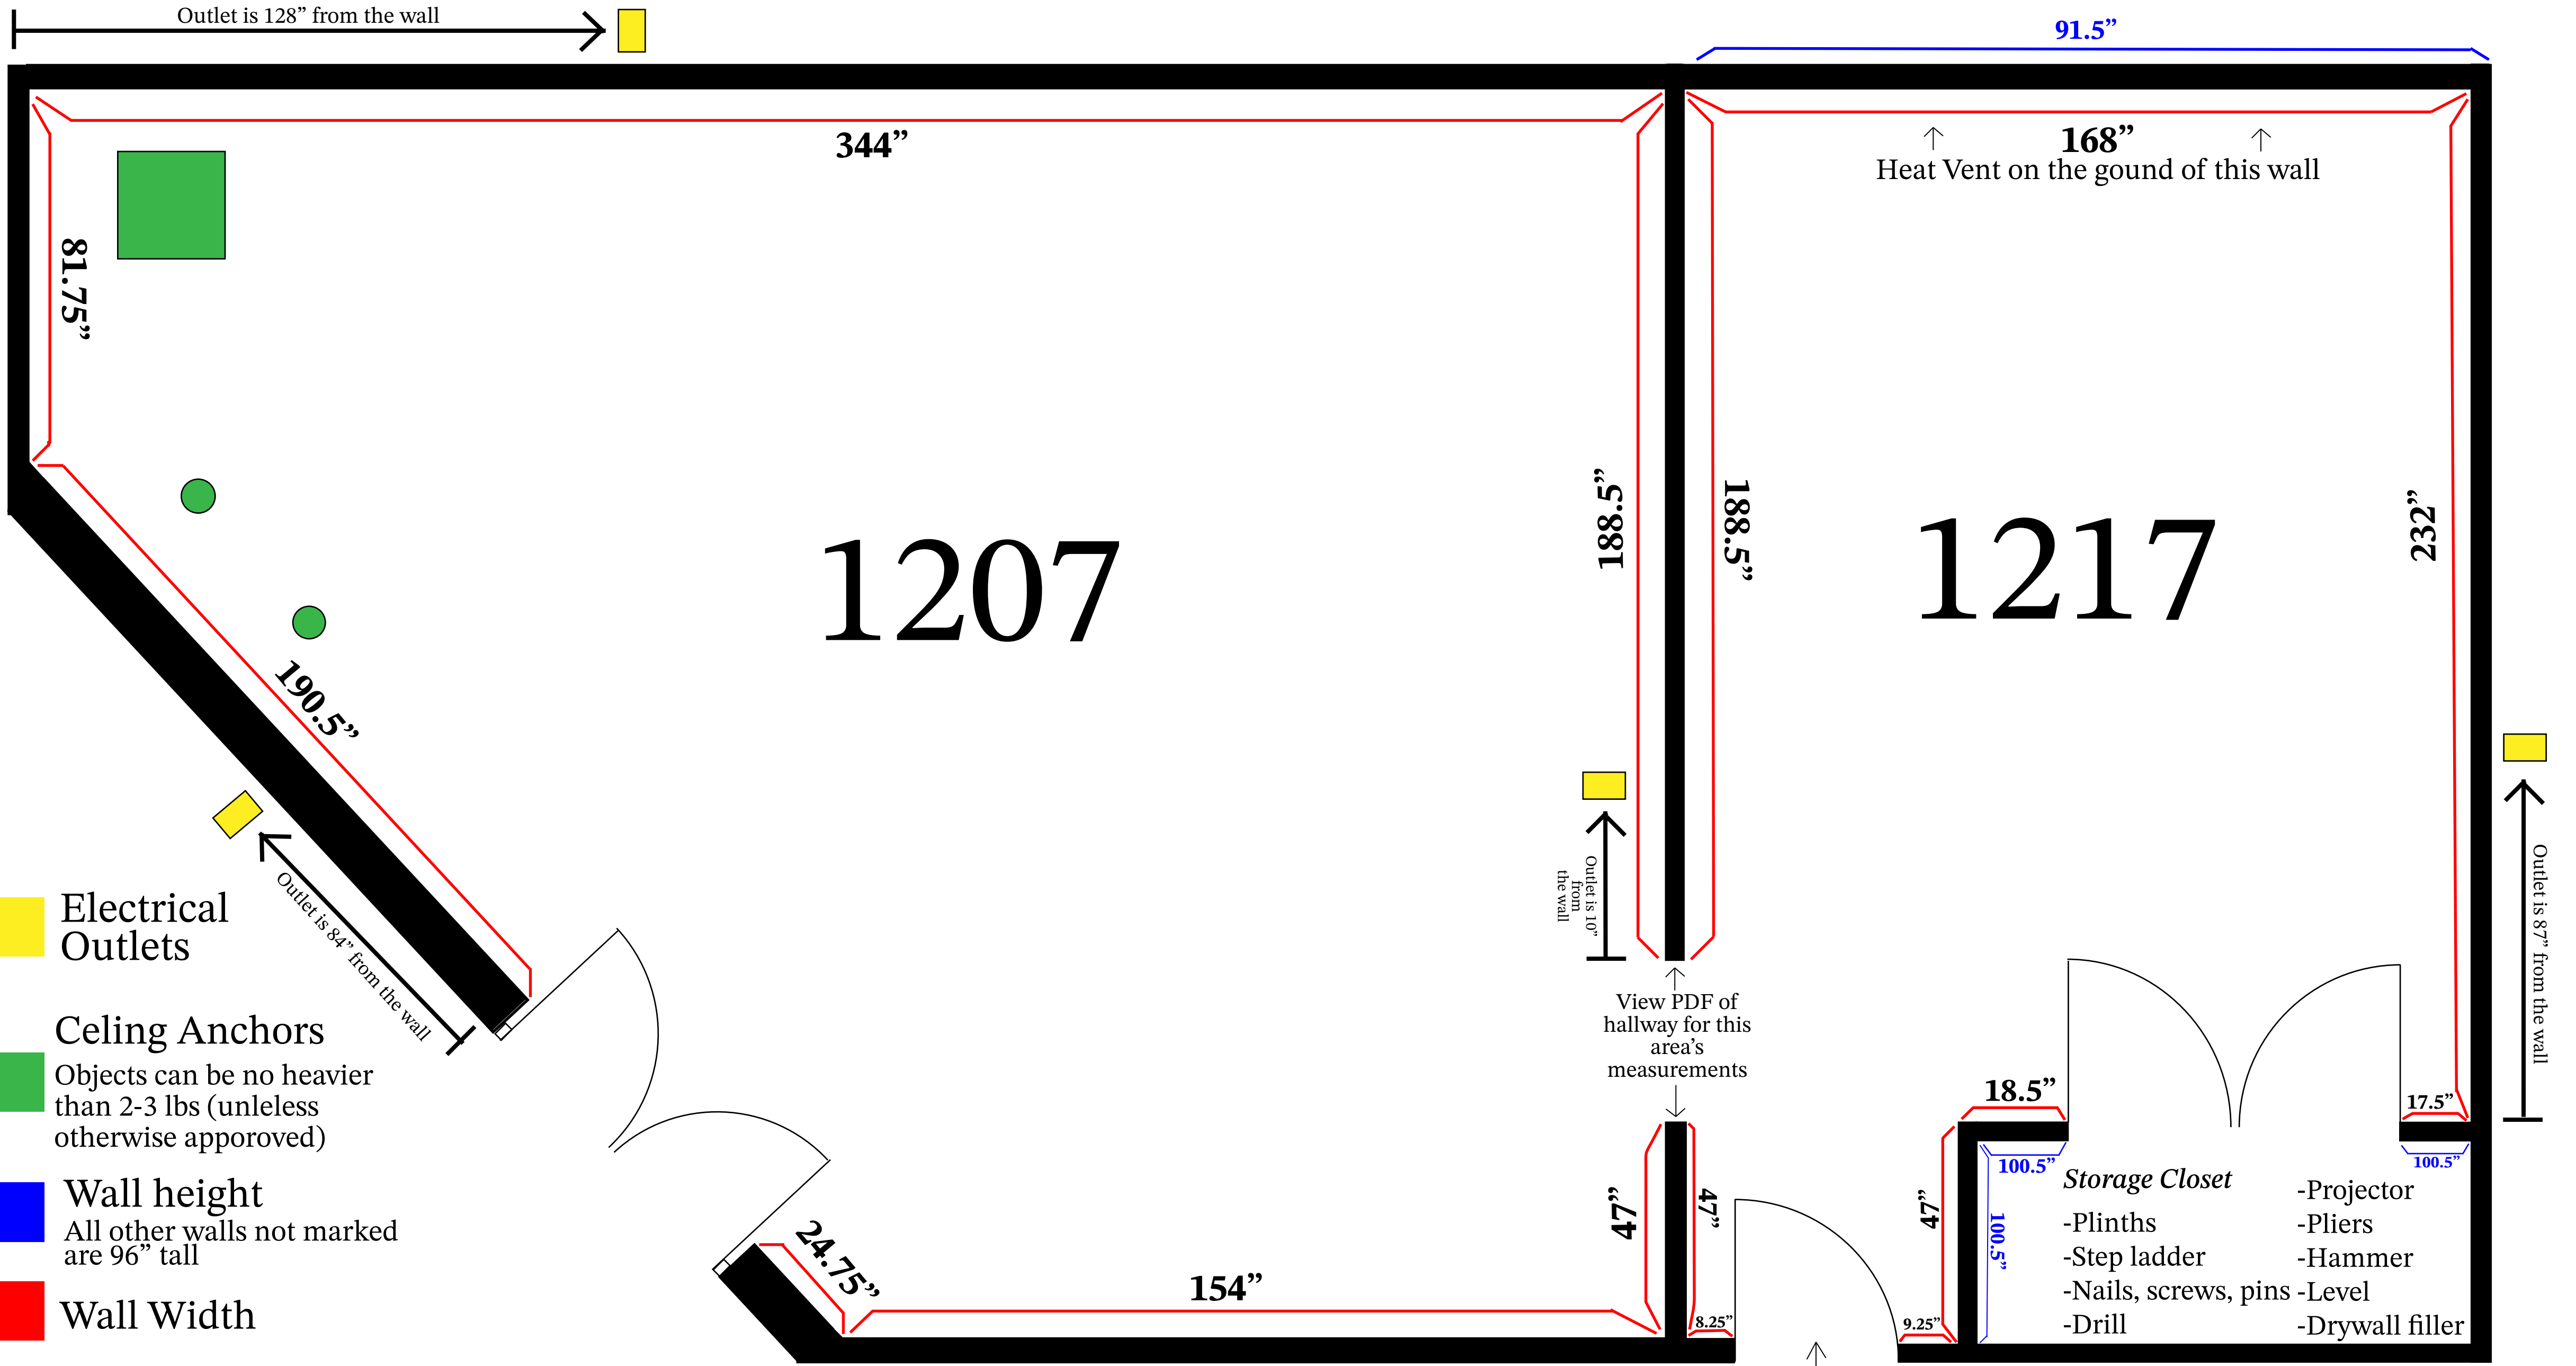 Outlet is 128” from the wall
91.5”
344”
168”
Heat Vent on the gound of this wall
81.75”
188.5”
188.5”
232”
1207
1217
190.5”
Outlet is 84” from the wall
Outlet is 10”
from
the wall
Outlet is 87” from the wall
Electrical
Outlets
Celing Anchors
Objects can be no heavier
than 2-3 lbs (unleless
otherwise apporoved)
Wall height
All other walls not marked
are 96” tall
Wall Width
View PDF of
hallway for this
area’s
measurements
18.5”
17.5”
100.5”
100.5”
100.5”
47”
47”
47”
24.75”
154”
8.25”
9.25”
Storage Closet
-Plinths
-Step ladder
-Nails, screws, pins
-Drill
-Projector
-Pliers
-Hammer
-Level
-Drywall filler